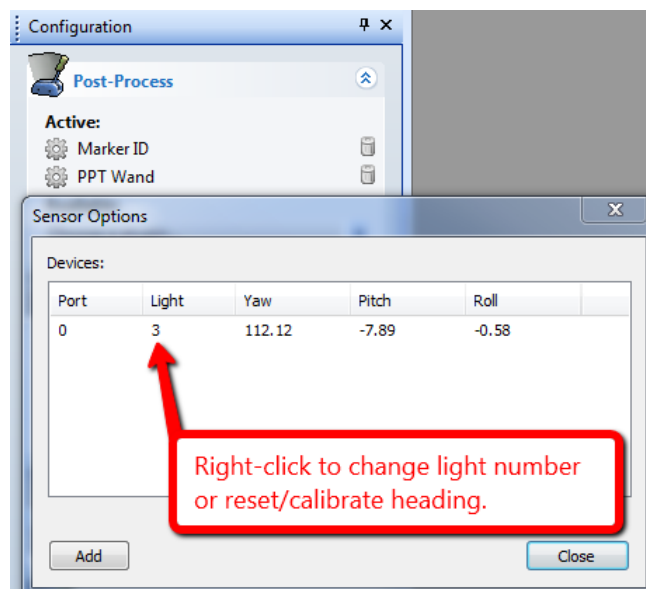 Configuration
Post-Process
Active:
Marker ID
PPT Wand
Sensor Options
Devices:
Port Light Yaw Pitch Roll
0 3 112.12 -7.89 -0.58
Right-click to change light number
or reset/calibrate heading.
Add Close